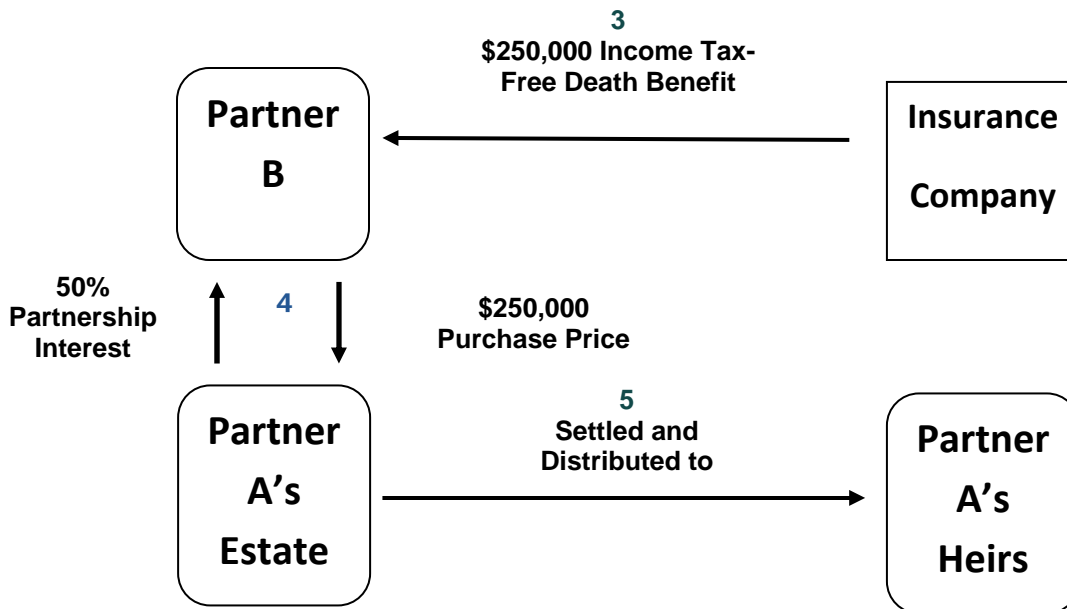 3
$250,000 Income Tax-
Free Death Benefit
Partner
B
Insurance
Company
50%
Partnership
Interest
4
$250,000
Purchase Price
Partner
A’s
Estate
5
Settled and
Distributed to
Partner
A’s
Heirs